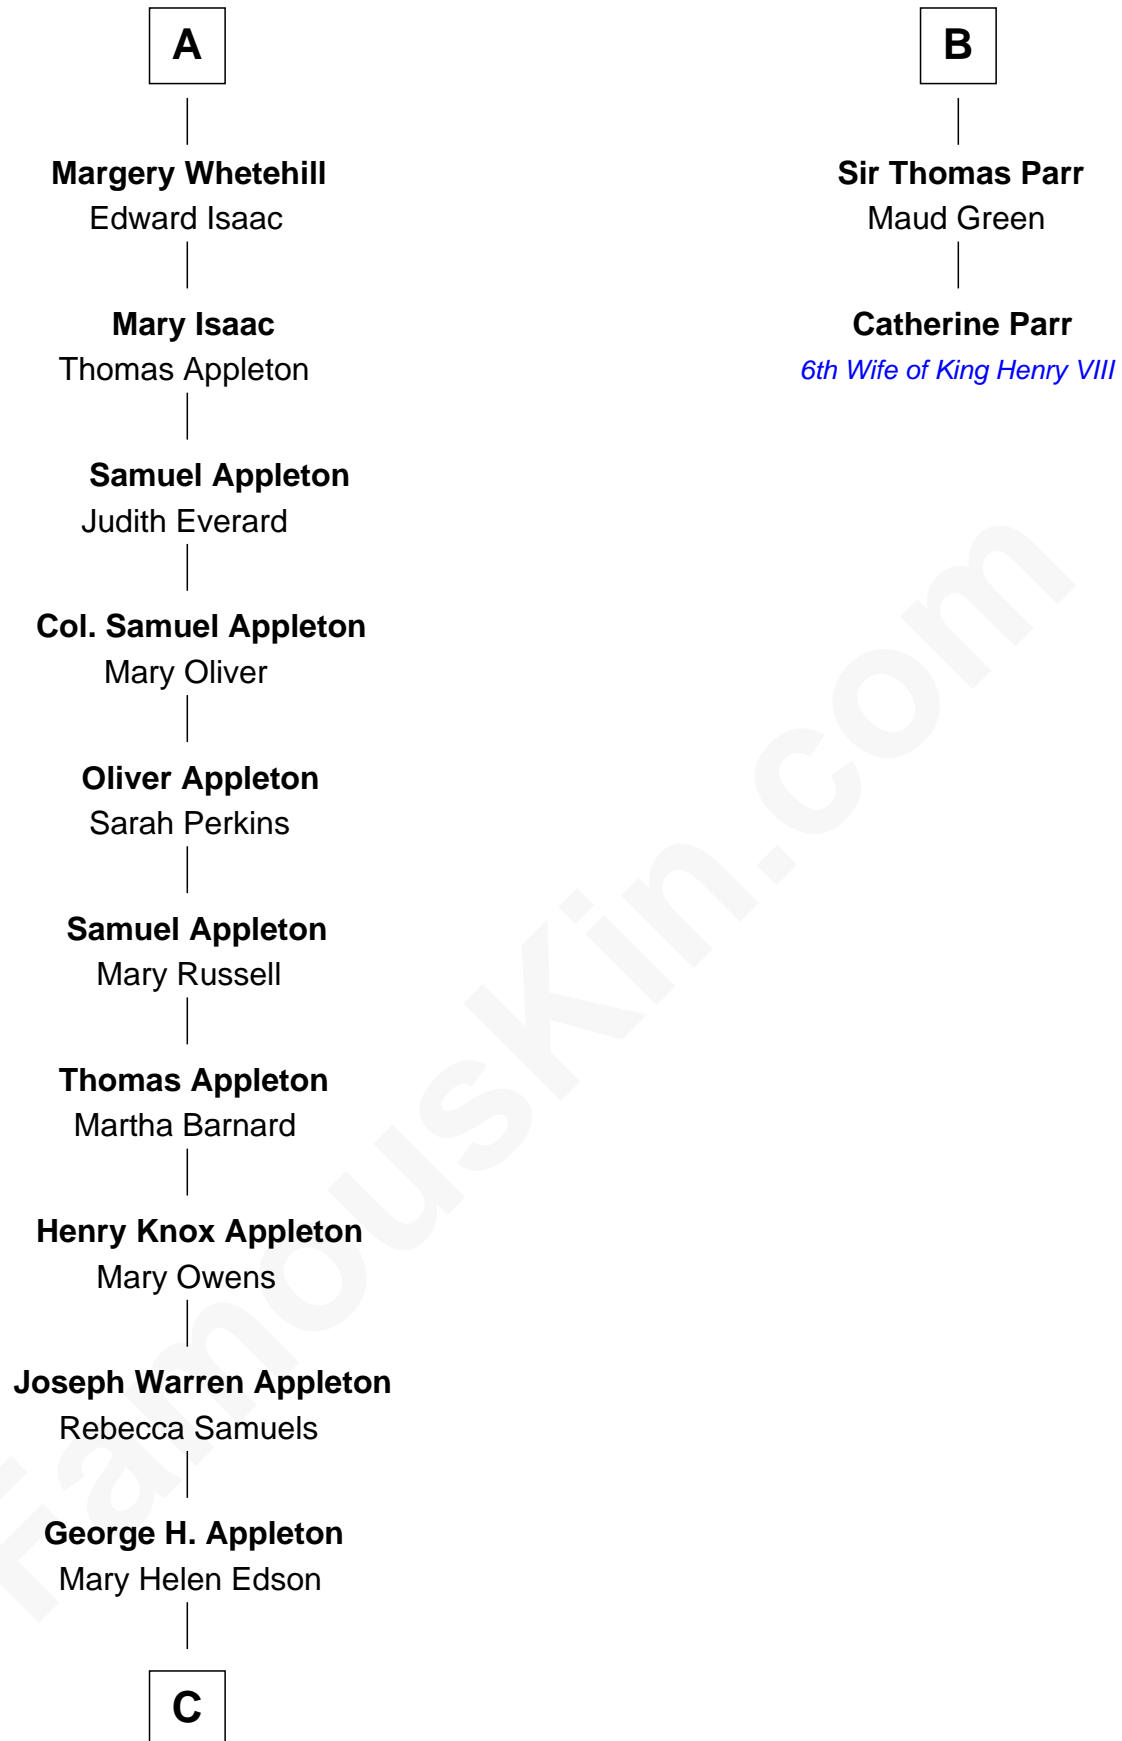 A
Margery Whetehill
Edward Isaac
Mary Isaac
Thomas Appleton
Samuel Appleton
Judith Everard
Col. Samuel Appleton
Mary Oliver
Oliver Appleton
Sarah Perkins
Samuel Appleton
Mary Russell
Thomas Appleton
Martha Barnard
Henry Knox Appleton
Mary Owens
Joseph Warren Appleton
Rebecca Samuels
George H. Appleton
Mary Helen Edson
C
B
Sir Thomas Parr
Maud Green
Catherine Parr
6th Wife of King Henry VIII
FamousKin.com